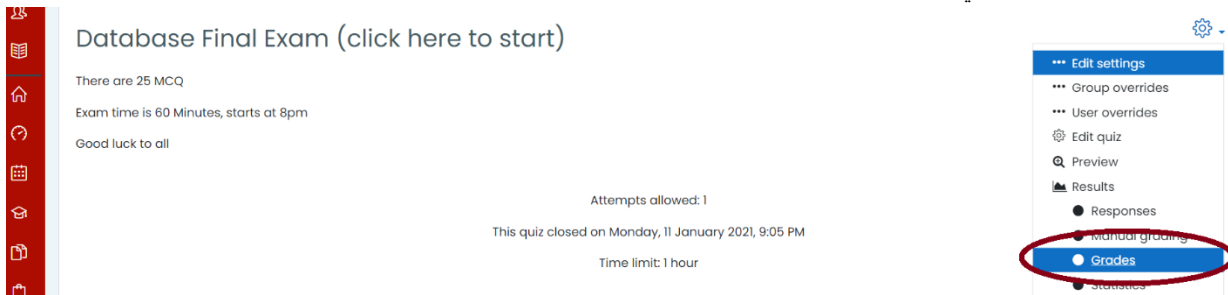 Database Final Exam (click here to start)
There are 25 MCQ
Exam time is 60 Minutes, starts at 8pm
Good luck to all
Attempts allowed: 1
This quiz closed on Monday, 11 January 2021, 9:05 PM
Time limit: 1 hour
Edit settings
Group overrides
User overrides
Edit quiz
Preview
Results
Responses
Manual grading
Grades
Statistics